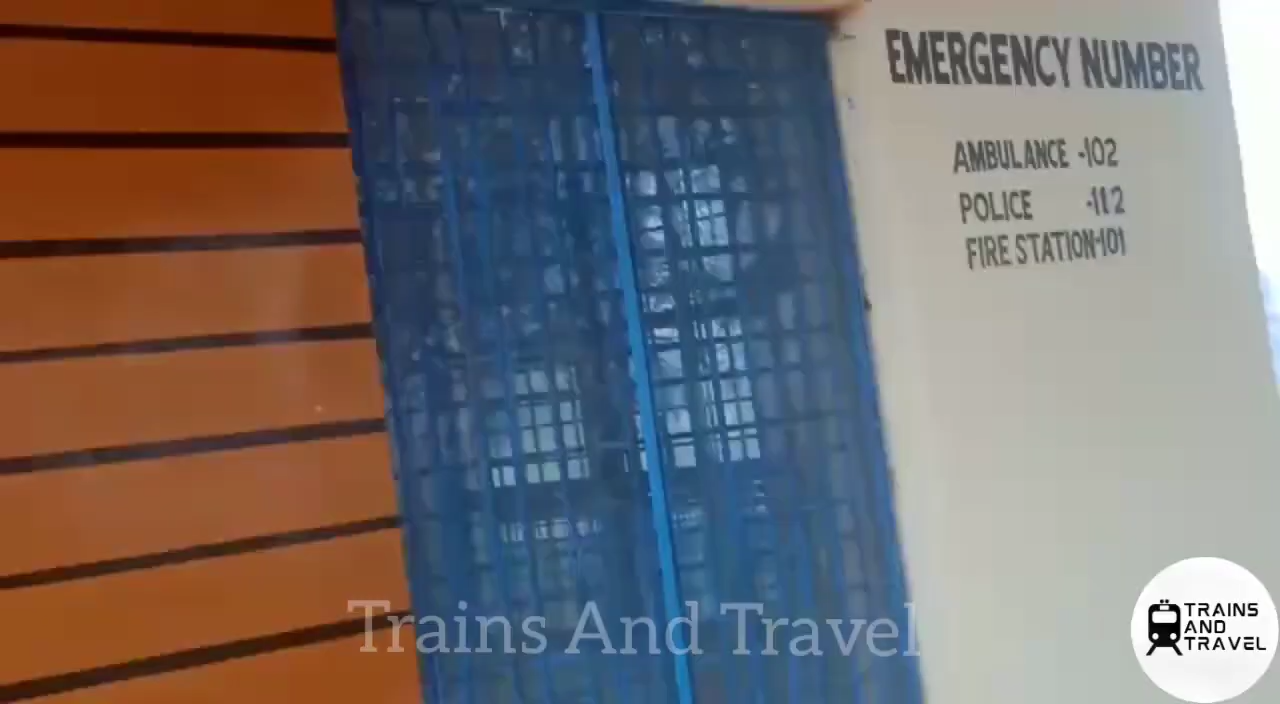 EMERGENCY NUMBER
AMBULANCE -102
POLICE -112
FIRE STATION-101
Trains And Travel
TRAINS
AND
TRAVEL